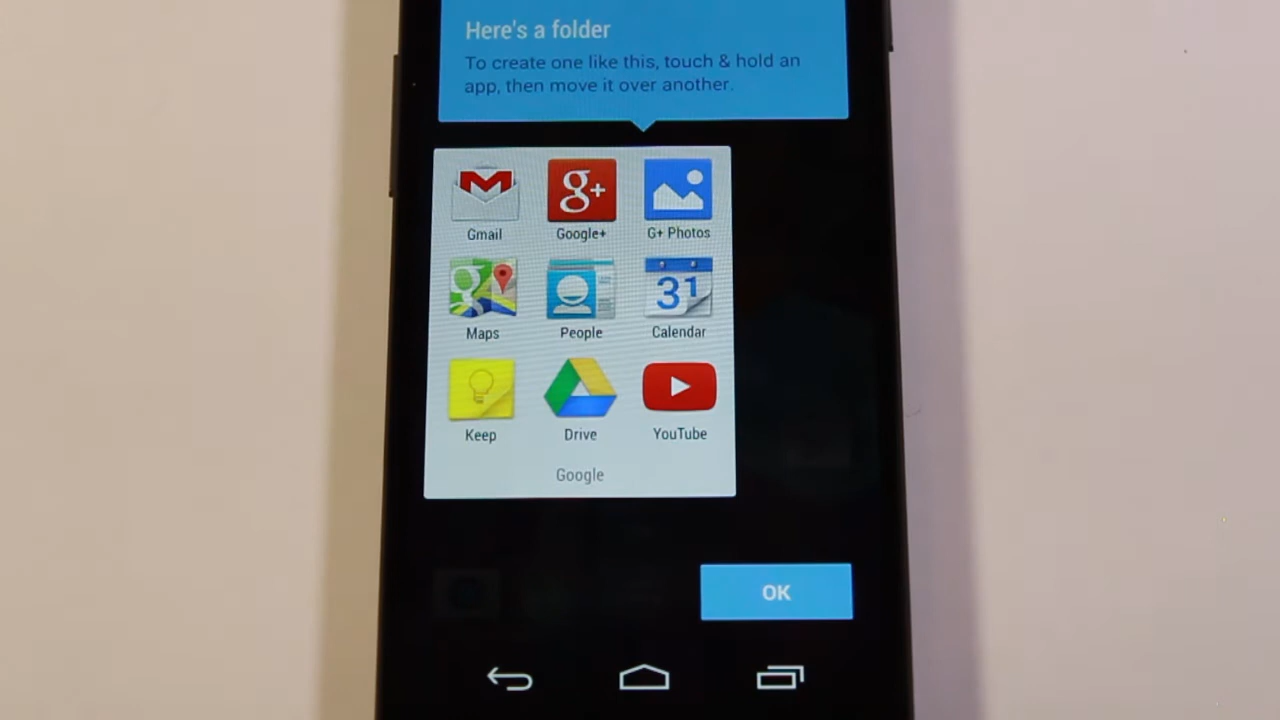 Here's a folder
To create one like this, touch & hold an
app, then move it over another.
g+
Gmail Google+ G+ Photos
g 31
Maps People Calendar
Keep Drive YouTube
Google
OK